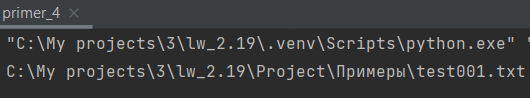 primer_4 ×
"C:\My projects\3\lw_2.19\.venv\Scripts\python.exe" "
C:\My projects\3\lw_2.19\Project\Примеры\test001.txt